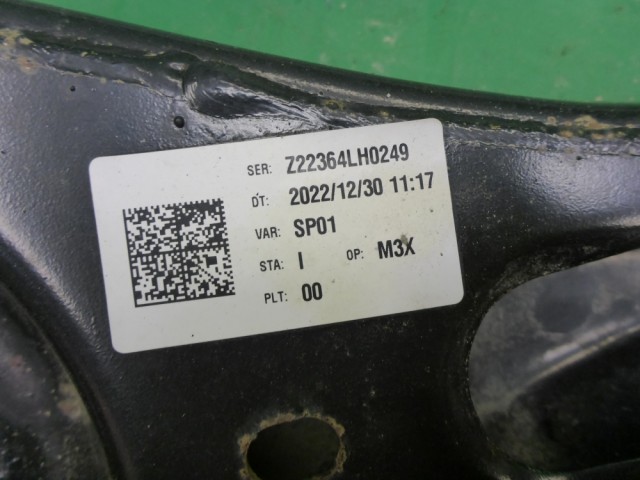 SER: Z22364LH0249
DT: 2022/12/30 11:17
VAR: SP01
STA: I OP: M3X
PLT: 00